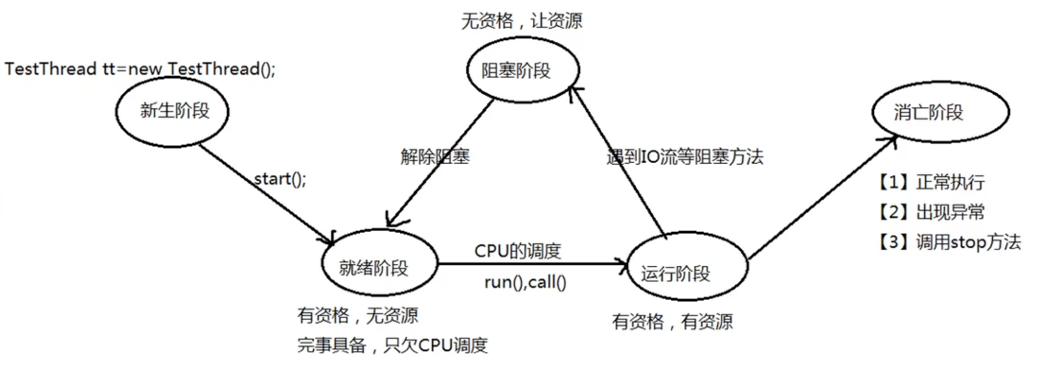 无资格，让资源
TestThread tt=new TestThread();
阻塞阶段
新生阶段
消亡阶段
解除阻塞
遇到IO流等阻塞方法
start();
【1】正常执行
【2】出现异常
【3】调用stop方法
CPU的调度
就绪阶段
run(),call()
运行阶段
有资格，无资源
有资格，有资源
完事具备，只欠CPU调度